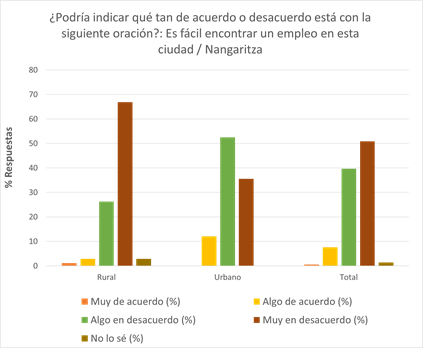 ¿Podría indicar qué tan de acuerdo o desacuerdo está con la
siguiente oración?: Es fácil encontrar un empleo en esta
ciudad / Nangaritza
80
70
60
50
40
30
20
10
0
% Respuestas
Rural Urbano Total
Muy de acuerdo (%) Algo de acuerdo (%)
Algo en desacuerdo (%) Muy en desacuerdo (%)
No lo sé (%)